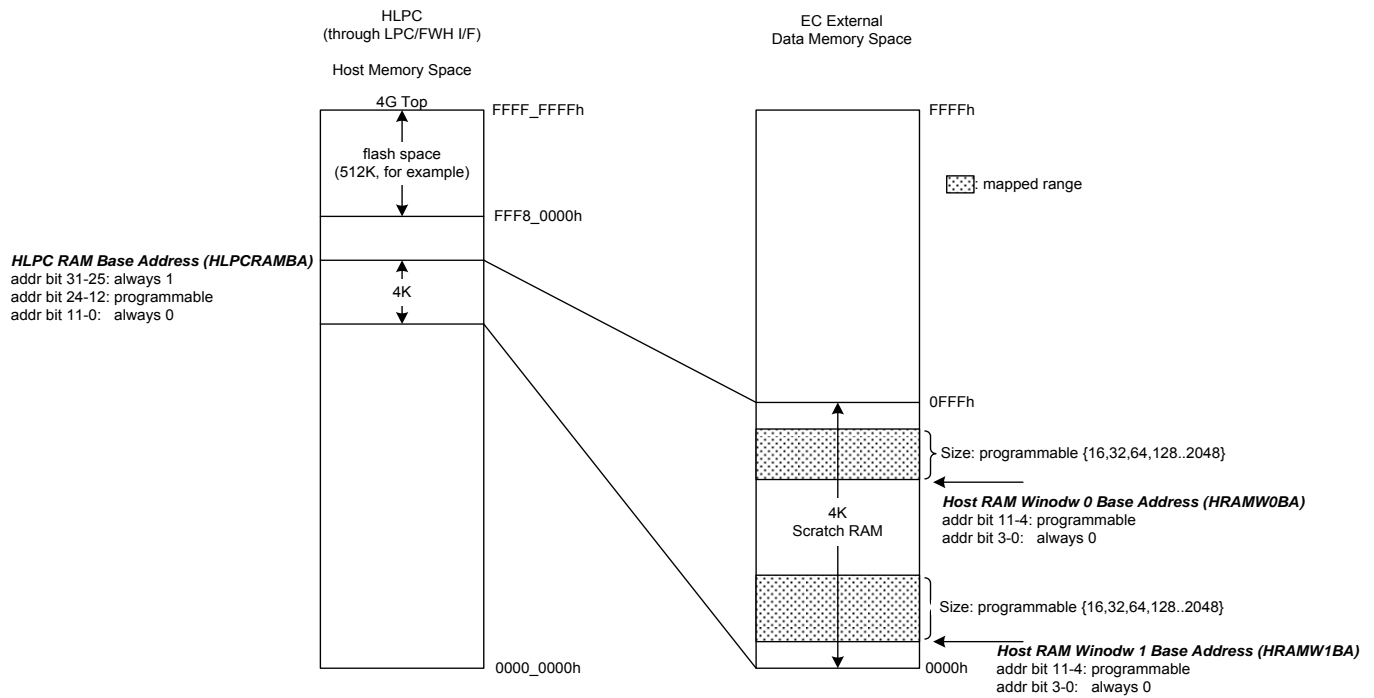 HLPC
(through LPC/FWH I/F)
Host Memory Space
4G Top
FFFF_FFFFh
flash space
(512K, for example)
FFF8_0000h
HLPC RAM Base Address (HLPCRAMBA)
addr bit 31-25: always 1
addr bit 24-12: programmable
addr bit 11-0: always 0
4K
0000_0000h
EC External
Data Memory Space
FFFFh
: mapped range
0FFFh
Size: programmable {16,32,64,128..2048}
Host RAM Winodw 0 Base Address (HRAMW0BA)
addr bit 11-4: programmable
addr bit 3-0: always 0
4K
Scratch RAM
Size: programmable {16,32,64,128..2048}
Host RAM Winodw 1 Base Address (HRAMW1BA)
addr bit 11-4: programmable
addr bit 3-0: always 0
0000h